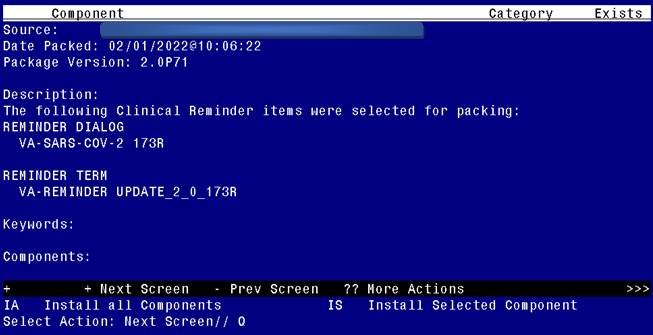 Component Category Exists
Source:
Date Packed: 02/01/2022@10:06:22
Package Version: 2.0P71
Description:
The following Clinical Reminder items were selected for packing:
REMINDER DIALOG
VA-SARS-COV-2 173R
REMINDER TERM
VA-REMINDER UPDATE_2_0_173R
Keywords:
Components:
+ + Next Screen - Prev Screen ?? More Actions >>>
IA Install all Components IS Install Selected Component
Select Action: Next Screen// Q